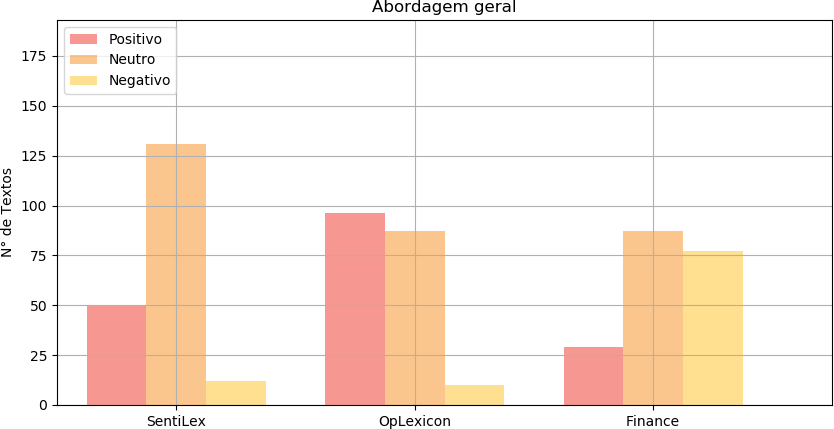 Abordagem geral
Positivo
Neutro
Negativo
N° de Textos
175
150
125
100
75
50
25
0
SentiLex
OpLexicon
Finance